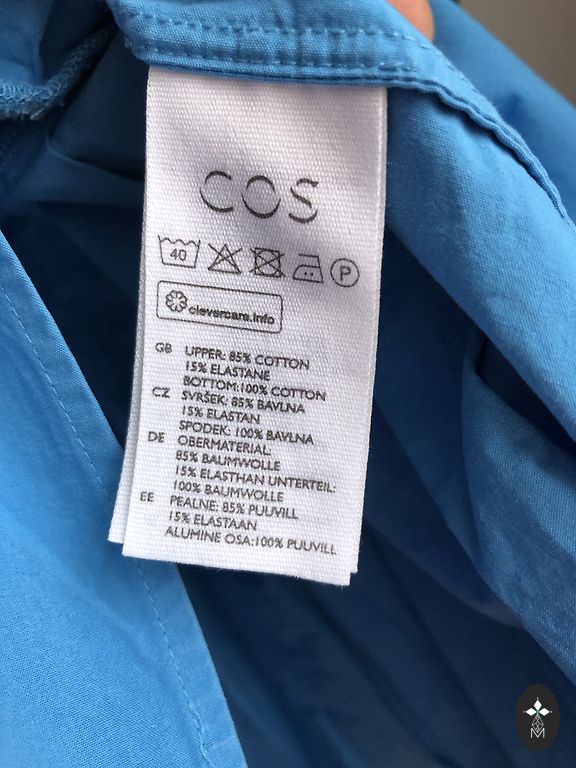 COS
40
P
clevercare.info
GB UPPER: 85% COTTON
15% ELASTANE
BOTTOM:100% COTTON
CZ SVRŠEK: 85% BAVLNA
15% ELASTAN
SPODEK: 100% BAVLNA
DE OBERMATERIAL:
85% BAUMWOLLE
15% ELASTHAN UNTERTEIL:
100% BAUMWOLLE
EE PEALNE: 85% PUUVILL
15% ELASTAAN
ALUMINE OSA:100% PUUVILL
M